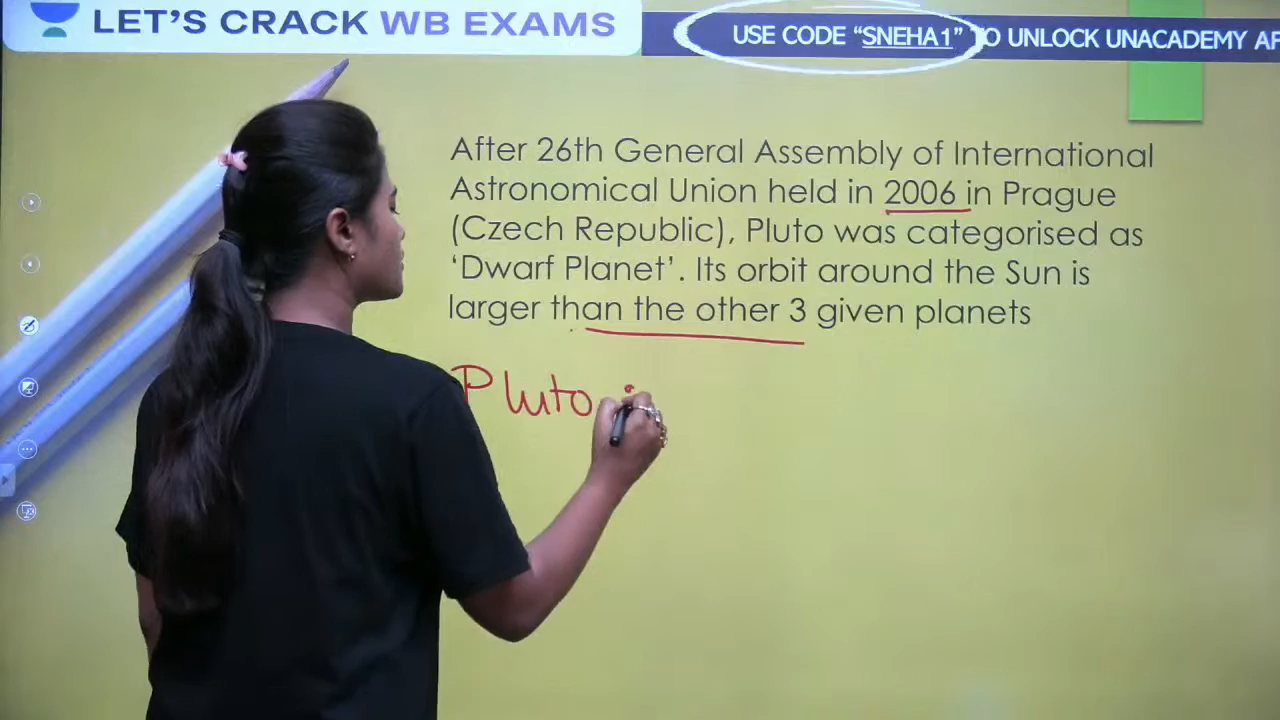 LET'S CRACK WB EXAMS
USE CODE “SNEHA1” TO UNLOCK UNACADEMY AF
After 26th General Assembly of International
Astronomical Union held in 2006 in Prague
(Czech Republic), Pluto was categorised as
‘Dwarf Planet’. Its orbit around the Sun is
larger than the other 3 given planets
Pluto